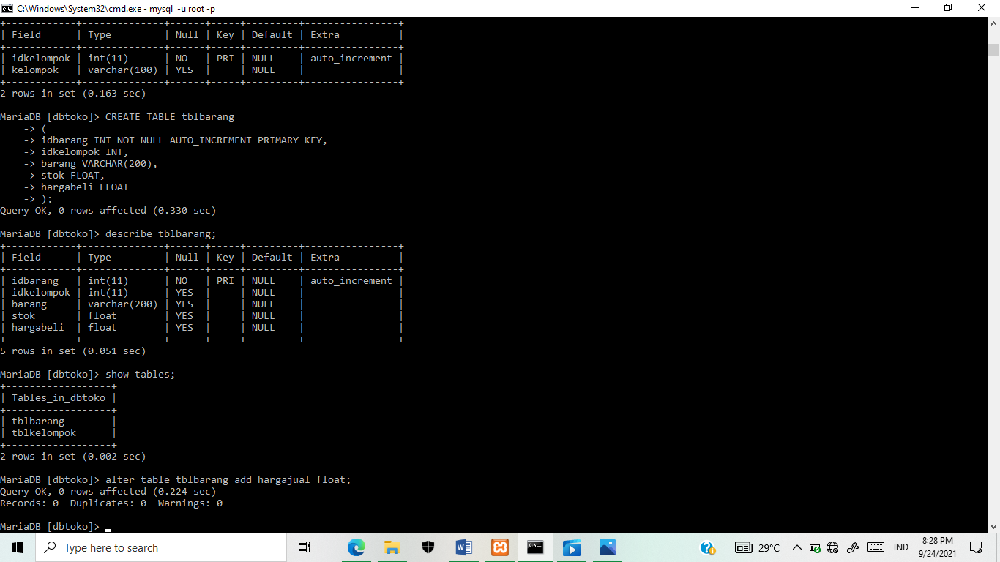 C:\Windows\System32\cmd.exe - mysql  -u root -p
+------------+--------------+------+-----+---------+----------------+
| Field      | Type         | Null | Key | Default | Extra          |
+------------+--------------+------+-----+---------+----------------+
| idkelompok | int(11)      | NO   | PRI | NULL    | auto_increment |
| kelompok   | varchar(100) | YES  |     | NULL    |                |
+------------+--------------+------+-----+---------+----------------+
2 rows in set (0.163 sec)
MariaDB [dbtoko]> CREATE TABLE tblbarang
    -> (
    -> idbarang INT NOT NULL AUTO_INCREMENT PRIMARY KEY,
    -> idkelompok INT,
    -> barang VARCHAR(200),
    -> stok FLOAT,
    -> hargabeli FLOAT
    -> );
Query OK, 0 rows affected (0.330 sec)
MariaDB [dbtoko]> describe tblbarang;
+------------+--------------+------+-----+---------+----------------+
| Field      | Type         | Null | Key | Default | Extra          |
+------------+--------------+------+-----+---------+----------------+
| idbarang   | int(11)      | NO   | PRI | NULL    | auto_increment |
| idkelompok | int(11)      | YES  |     | NULL    |                |
| barang     | varchar(200) | YES  |     | NULL    |                |
| stok       | float        | YES  |     | NULL    |                |
| hargabeli  | float        | YES  |     | NULL    |                |
+------------+--------------+------+-----+---------+----------------+
5 rows in set (0.051 sec)
MariaDB [dbtoko]> show tables;
+------------------+
| Tables_in_dbtoko |
+------------------+
| tblbarang        |
| tblkelompok      |
+------------------+
2 rows in set (0.002 sec)
MariaDB [dbtoko]> alter table tblbarang add hargajual float;
Query OK, 0 rows affected (0.224 sec)
Records: 0  Duplicates: 0  Warnings: 0
MariaDB [dbtoko]>
Type here to search
29°C
IND
8:28 PM
9/24/2021